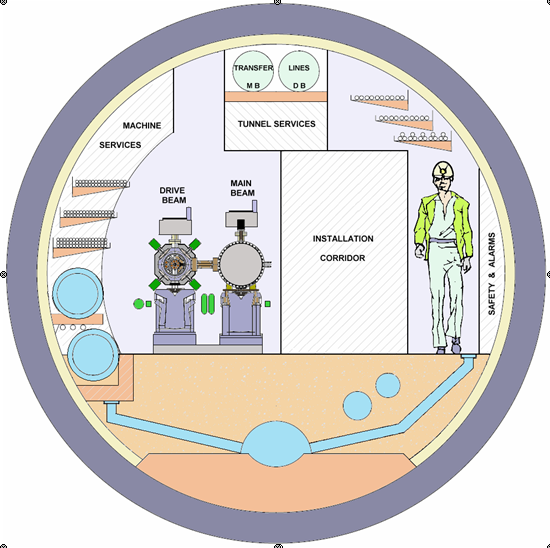 TRANSFER LINES
M B D B
TUNNEL SERVICES
MACHINE
SERVICES
DRIVE
BEAM
MAIN
BEAM
INSTALLATION
CORRIDOR
SAFETY & ALARMS